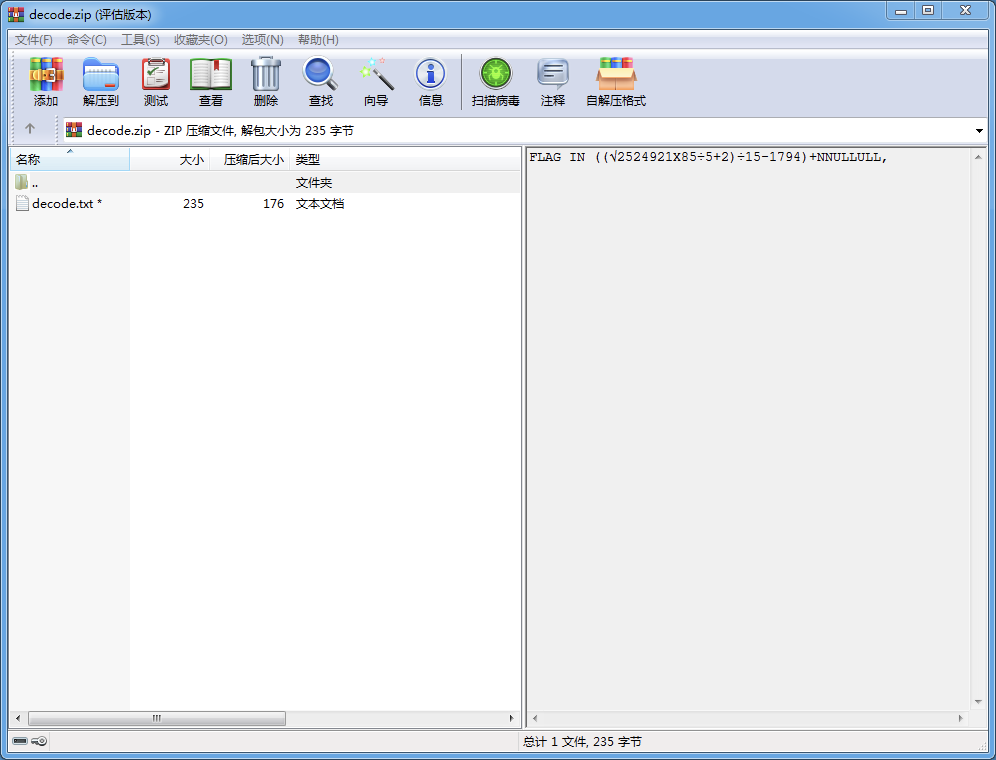 decode.zip (评估版本)
文件(F) 命令(C) 工具(S) 收藏夹(O) 选项(N) 帮助(H)
添加 解压到 测试 查看 删除 查找 向导 信息 扫描病毒 注释 自解压格式
decode.zip - ZIP 压缩文件, 解包大小为 235 字节
名称 大小 压缩后大小 类型
.. 文件夹
decode.txt * 235 176 文本文档
FLAG IN ((√2524921X85÷5+2)÷15-1794)+NNULLULL,
总计 1 文件, 235 字节